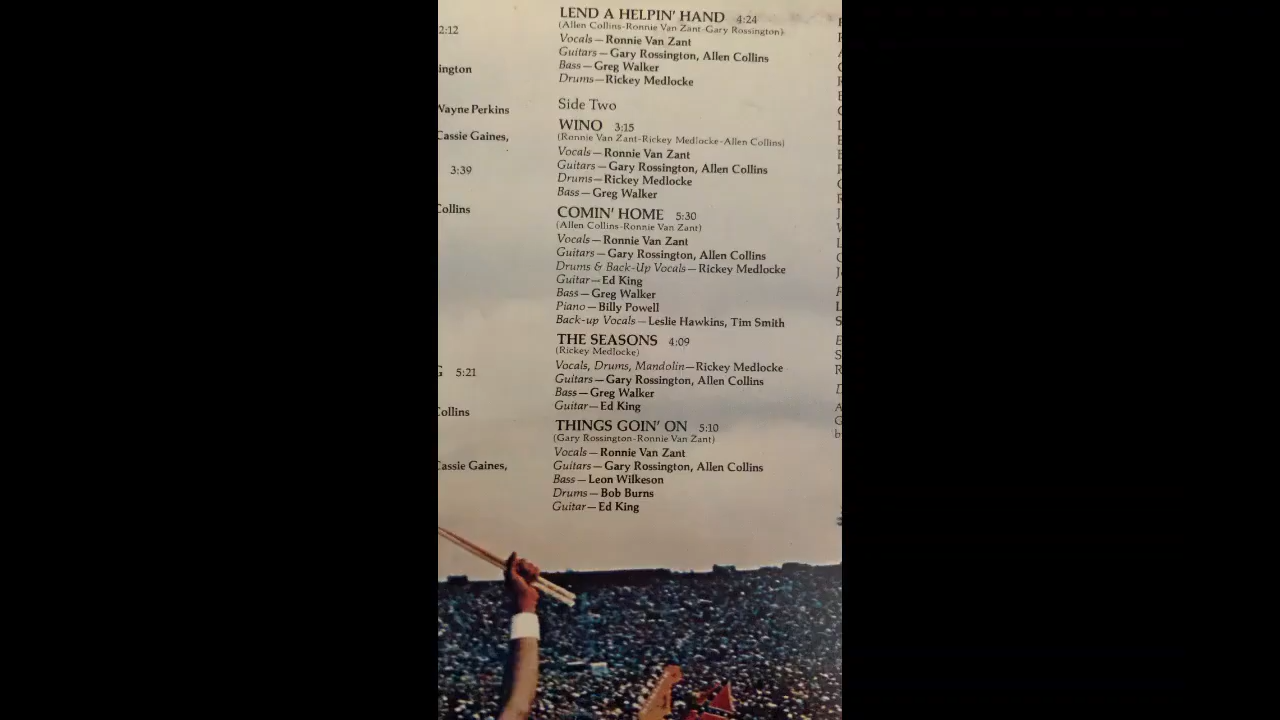 2:12
ington
Wayne Perkins
Cassie Gaines,
3:39
Collins
G 5:21
Collins
Cassie Gaines,
LEND A HELPIN' HAND 4:24
(Allen Collins-Ronnie Van Zant-Gary Rossington)
Vocals—Ronnie Van Zant
Guitars—Gary Rossington, Allen Collins
Bass—Greg Walker
Drums—Rickey Medlocke
Side Two
WINO 3:15
(Ronnie Van Zant-Rickey Medlocke-Allen Collins)
Vocals—Ronnie Van Zant
Guitars—Gary Rossington, Allen Collins
Drums—Rickey Medlocke
Bass—Greg Walker
COMIN' HOME 5:30
(Allen Collins-Ronnie Van Zant)
Vocals—Ronnie Van Zant
Guitars—Gary Rossington, Allen Collins
Drums & Back-Up Vocals—Rickey Medlocke
Guitar—Ed King
Bass—Greg Walker
Piano—Billy Powell
Back-up Vocals—Leslie Hawkins, Tim Smith
THE SEASONS 4:09
(Rickey Medlocke)
Vocals, Drums, Mandolin—Rickey Medlocke
Guitars—Gary Rossington, Allen Collins
Bass—Greg Walker
Guitar—Ed King
THINGS GOIN' ON 5:10
(Gary Rossington-Ronnie Van Zant)
Vocals—Ronnie Van Zant
Guitars—Gary Rossington, Allen Collins
Bass—Leon Wilkeson
Drums—Bob Burns
Guitar—Ed King